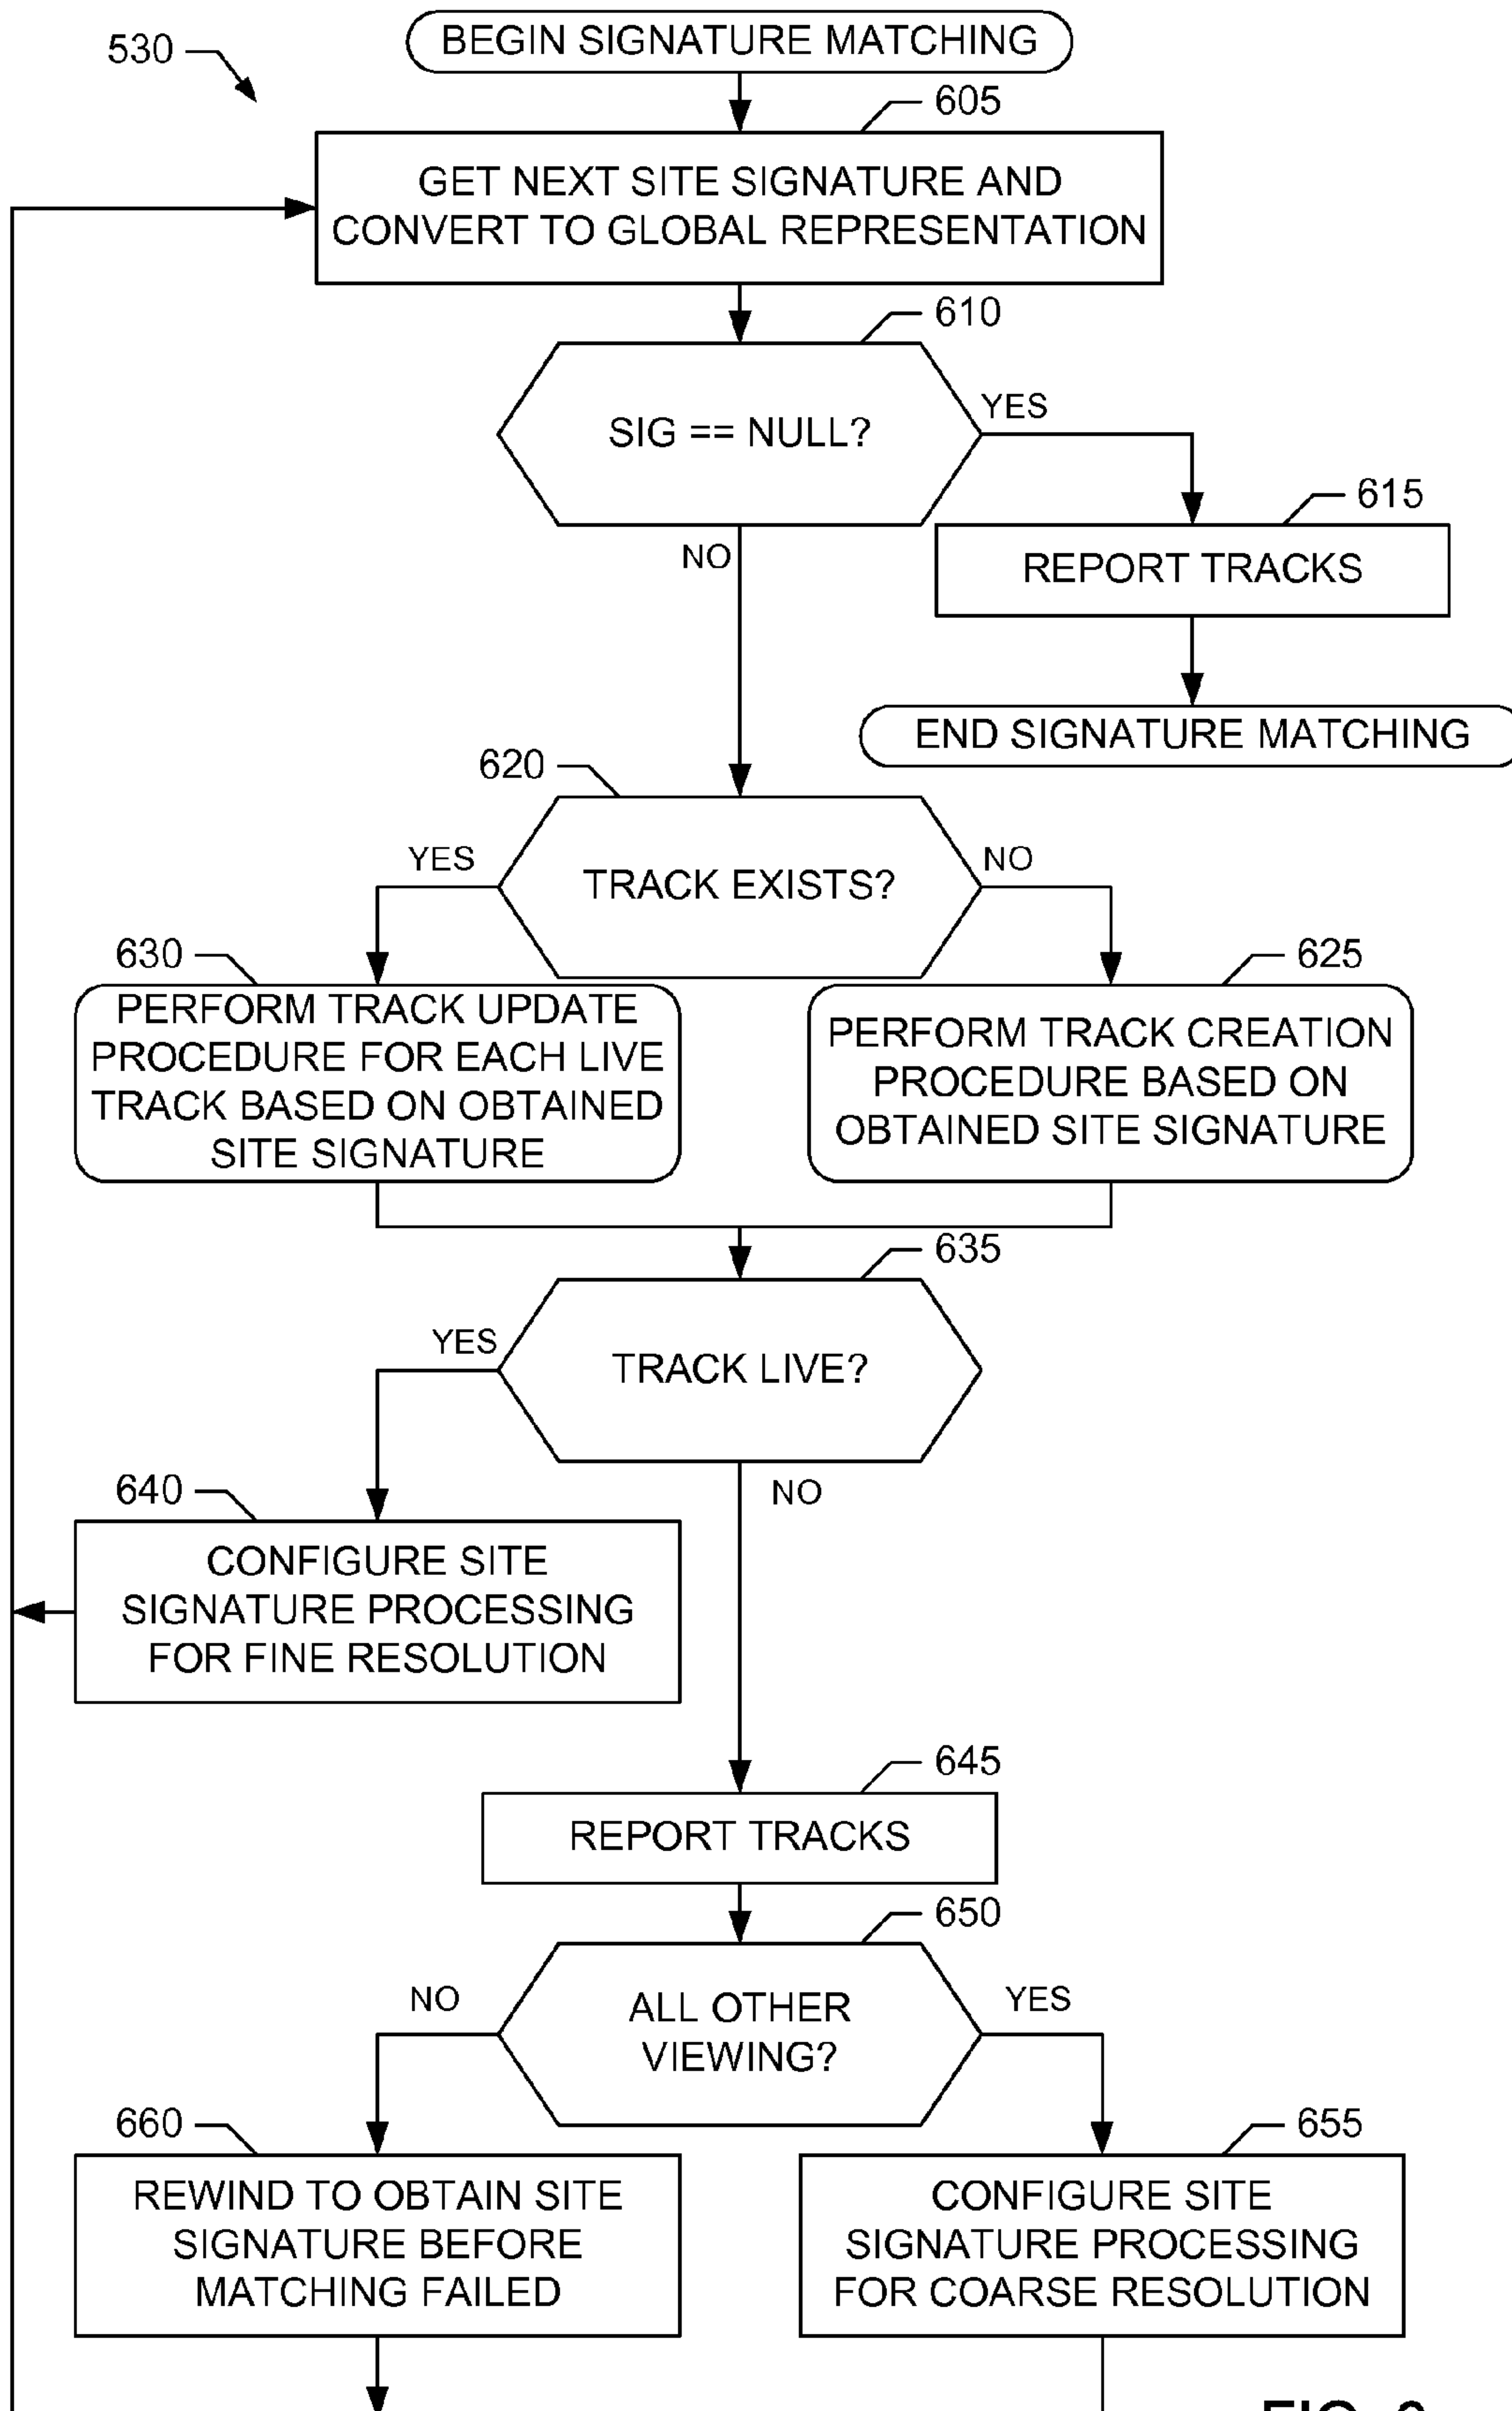 530
BEGIN SIGNATURE MATCHING
605
GET NEXT SITE SIGNATURE AND
CONVERT TO GLOBAL REPRESENTATION
610
SIG == NULL?
YES
NO
615
REPORT TRACKS
END SIGNATURE MATCHING
620
TRACK EXISTS?
YES
NO
630
PERFORM TRACK UPDATE
PROCEDURE FOR EACH LIVE
TRACK BASED ON OBTAINED
SITE SIGNATURE
625
PERFORM TRACK CREATION
PROCEDURE BASED ON
OBTAINED SITE SIGNATURE
635
TRACK LIVE?
YES
NO
640
CONFIGURE SITE
SIGNATURE PROCESSING
FOR FINE RESOLUTION
645
REPORT TRACKS
650
ALL OTHER
VIEWING?
NO
YES
660
REWIND TO OBTAIN SITE
SIGNATURE BEFORE
MATCHING FAILED
655
CONFIGURE SITE
SIGNATURE PROCESSING
FOR COARSE RESOLUTION